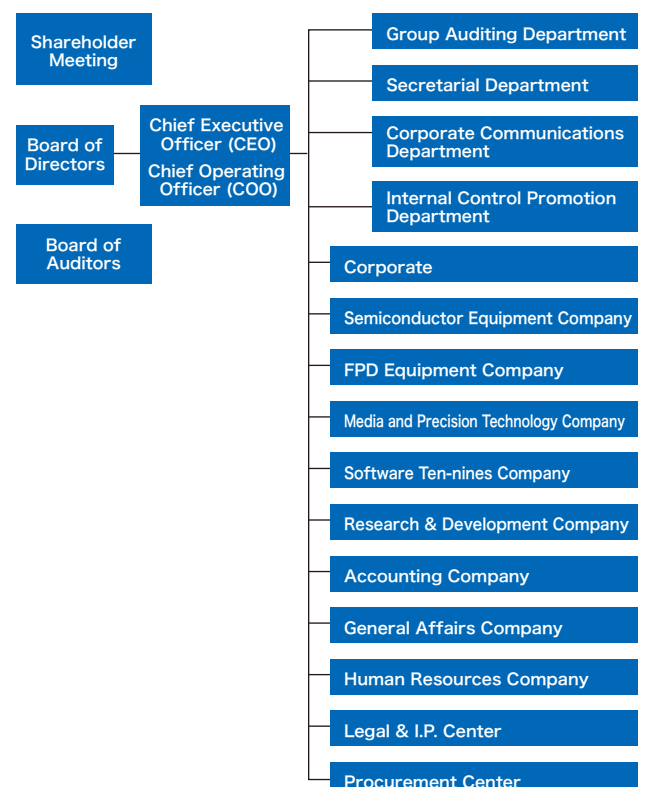 Shareholder
Meeting
Board of
Directors
Chief Executive
Officer (CEO)
Chief Operating
Officer (COO)
Board of
Auditors
Group Auditing Department
Secretarial Department
Corporate Communications
Department
Internal Control Promotion
Department
Corporate
Semiconductor Equipment Company
FPD Equipment Company
Media and Precision Technology Company
Software Ten-nines Company
Research & Development Company
Accounting Company
General Affairs Company
Human Resources Company
Legal & I.P. Center
Procurement Center